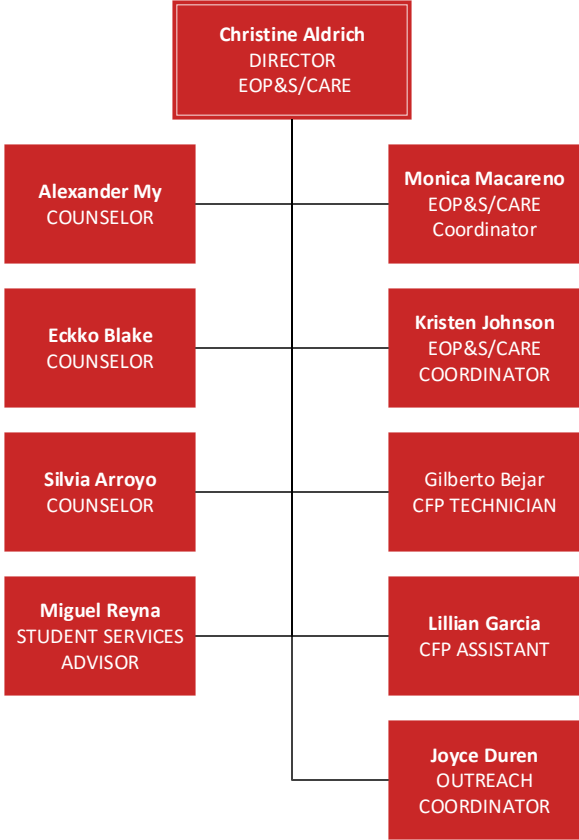 Christine Aldrich
DIRECTOR
EOP&S/CARE
Alexander My
COUNSELOR
Monica Macareno
EOP&S/CARE
Coordinator
Eckko Blake
COUNSELOR
Kristen Johnson
EOP&S/CARE
COORDINATOR
Silvia Arroyo
COUNSELOR
Gilberto Bejar
CFP TECHNICIAN
Miguel Reyna
STUDENT SERVICES
ADVISOR
Lillian Garcia
CFP ASSISTANT
Joyce Duren
OUTREACH
COORDINATOR